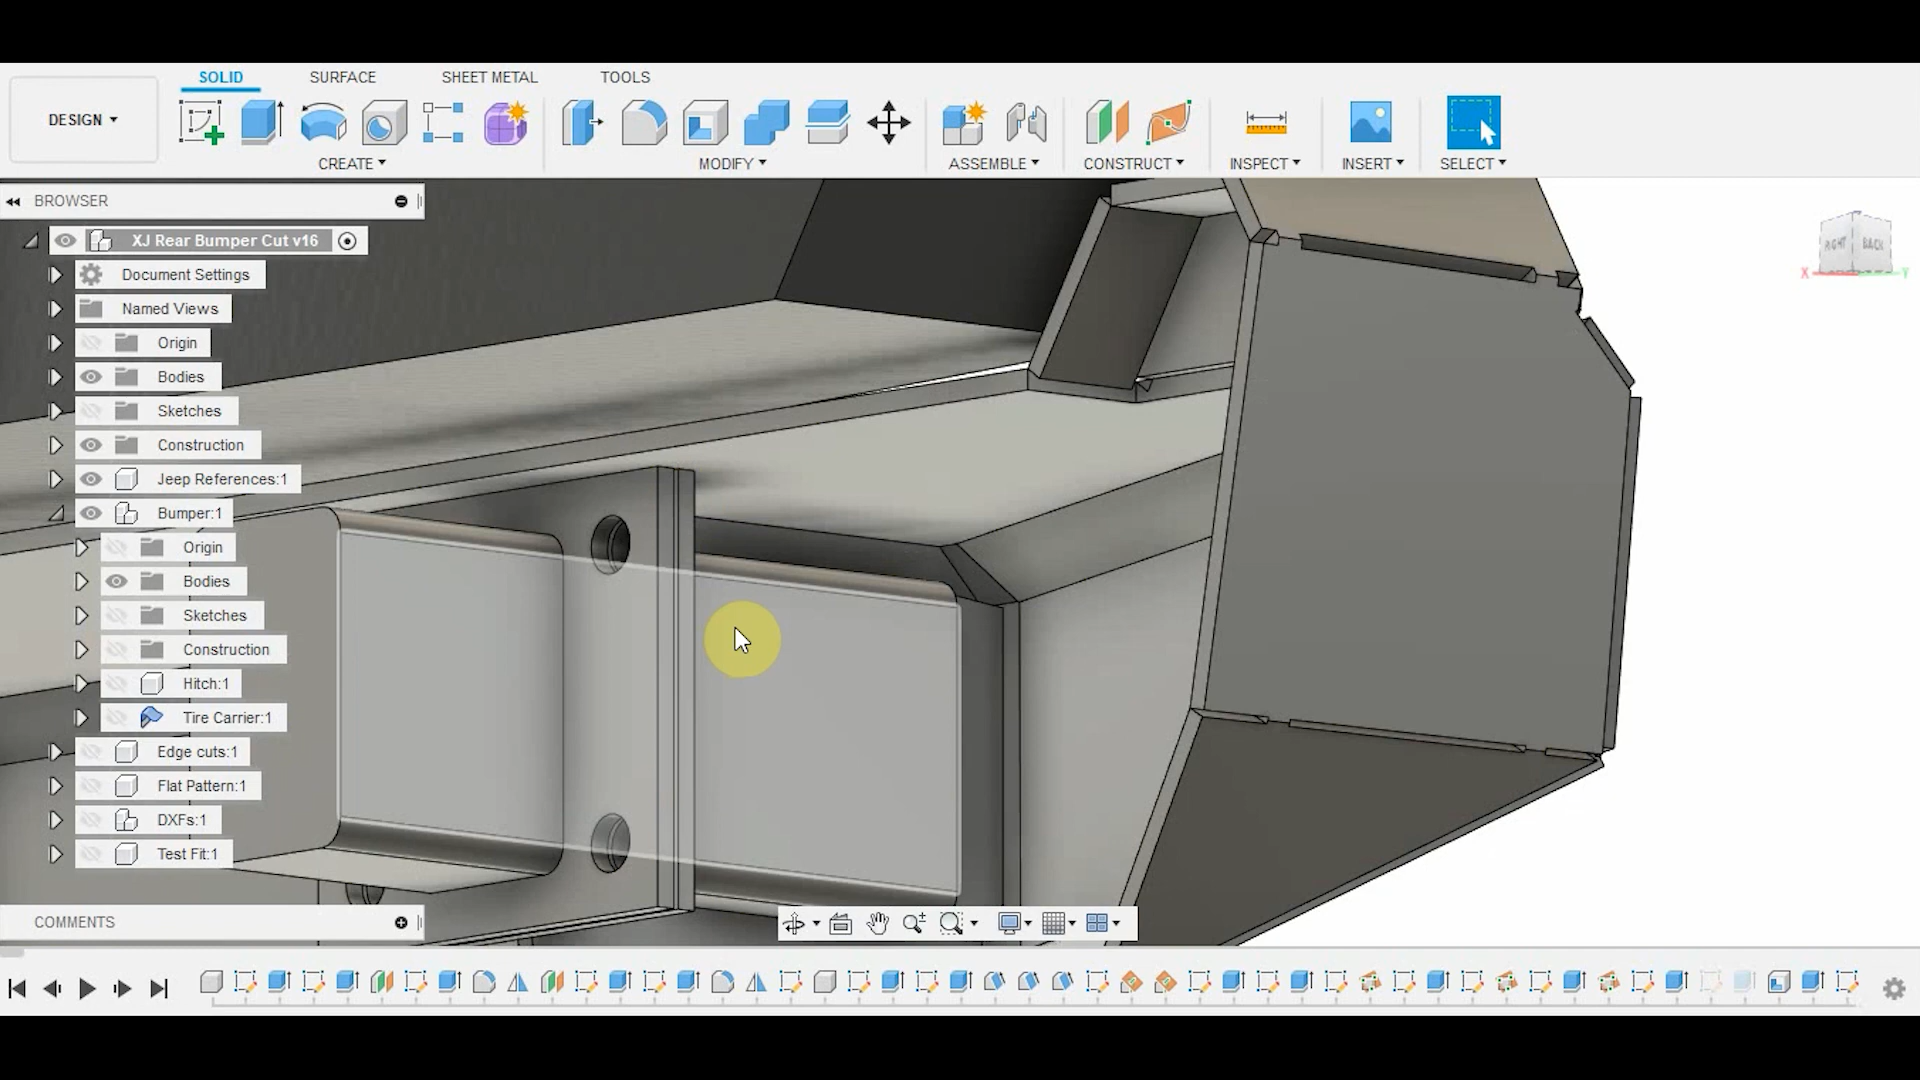 SOLID SURFACE SHEET METAL TOOLS
DESIGN
CREATE MODIFY ASSEMBLE CONSTRUCT INSPECT INSERT SELECT
BROWSER
XJ Rear Bumper Cut v16
Document Settings
Named Views
Origin
Bodies
Sketches
Construction
Jeep References:1
Bumper:1
Origin
Bodies
Sketches
Construction
Hitch:1
Tire Carrier:1
Edge cuts:1
Flat Pattern:1
DXFs:1
Test Fit:1
COMMENTS
RIGHT BACK
X Y